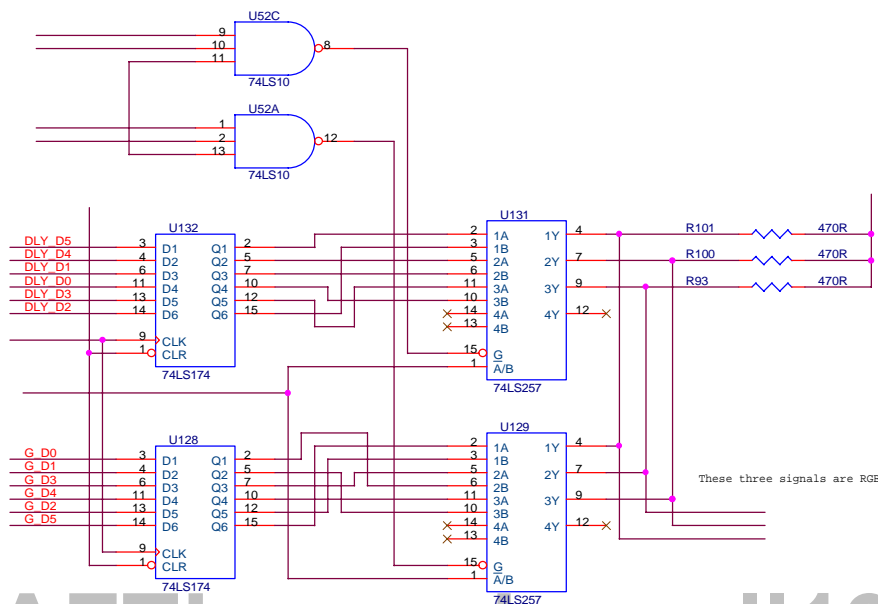 U52C
9
10
11
8
74LS10
U52A
1
2
13
12
74LS10
U132
DLY_D5 3 D1 Q1 2
DLY_D4 4 D2 Q2 5
DLY_D1 6 D3 Q3 7
DLY_D0 11 D4 Q4 10
DLY_D3 13 D5 Q5 12
DLY_D2 14 D6 Q6 15
9 CLK
1 CLR
74LS174
U131
2 1A 1Y 4
3 1B
5 2A 2Y 7
6 2B
11 3A 3Y 9
10 3B
14 4A 4Y 12
13 4B
15 G
1 A/B
74LS257
R101 470R
R100 470R
R93 470R
U128
G_D0 3 D1 Q1 2
G_D1 4 D2 Q2 5
G_D3 6 D3 Q3 7
G_D4 11 D4 Q4 10
G_D2 13 D5 Q5 12
G_D5 14 D6 Q6 15
9 CLK
1 CLR
74LS174
U129
2 1A 1Y 4
3 1B
5 2A 2Y 7
6 2B
11 3A 3Y 9
10 3B
14 4A 4Y 12
13 4B
15 G
1 A/B
74LS257
These three signals are RGB